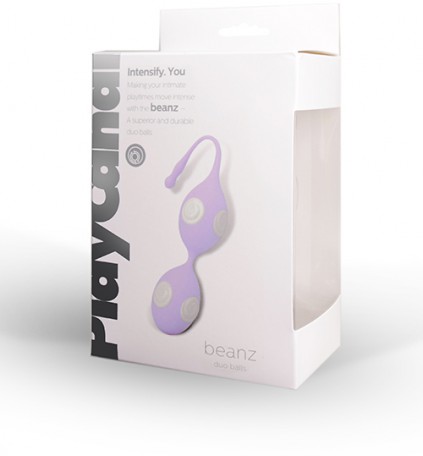 PlayCandi
Intensify. You
Making your intimate
playtimes more intense
with the beanz -
A superior and durable
duo balls
beanz
duo balls